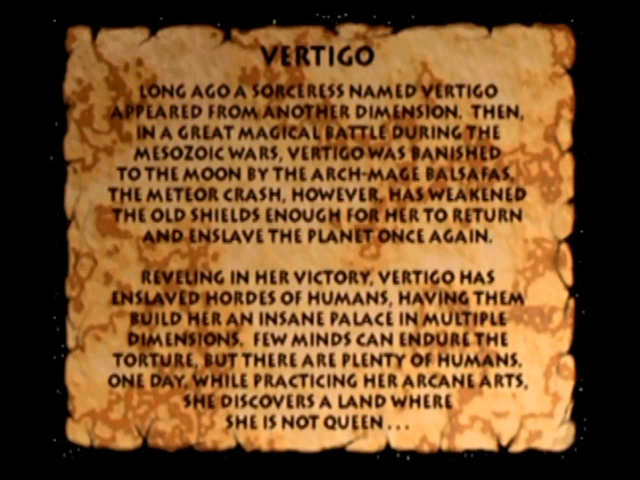 VERTIGO
LONG AGO A SORCERESS NAMED VERTIGO
APPEARED FROM ANOTHER DIMENSION. THEN,
IN A GREAT MAGICAL BATTLE DURING THE
MESOZOIC WARS, VERTIGO WAS BANISHED
TO THE MOON BY THE ARCH-MAGE BALSAFAS.
THE METEOR CRASH, HOWEVER, HAS WEAKENED
THE OLD SHIELDS ENOUGH FOR HER TO RETURN
AND ENSLAVE THE PLANET ONCE AGAIN.
REVELING IN HER VICTORY, VERTIGO HAS
ENSLAVED HORDES OF HUMANS, HAVING THEM
BUILD HER AN INSANE PALACE IN MULTIPLE
DIMENSIONS. FEW MINDS CAN ENDURE THE
TORTURE, BUT THERE ARE PLENTY OF HUMANS.
ONE DAY, WHILE PRACTICING HER ARCANE ARTS,
SHE DISCOVERS A LAND WHERE
SHE IS NOT QUEEN...